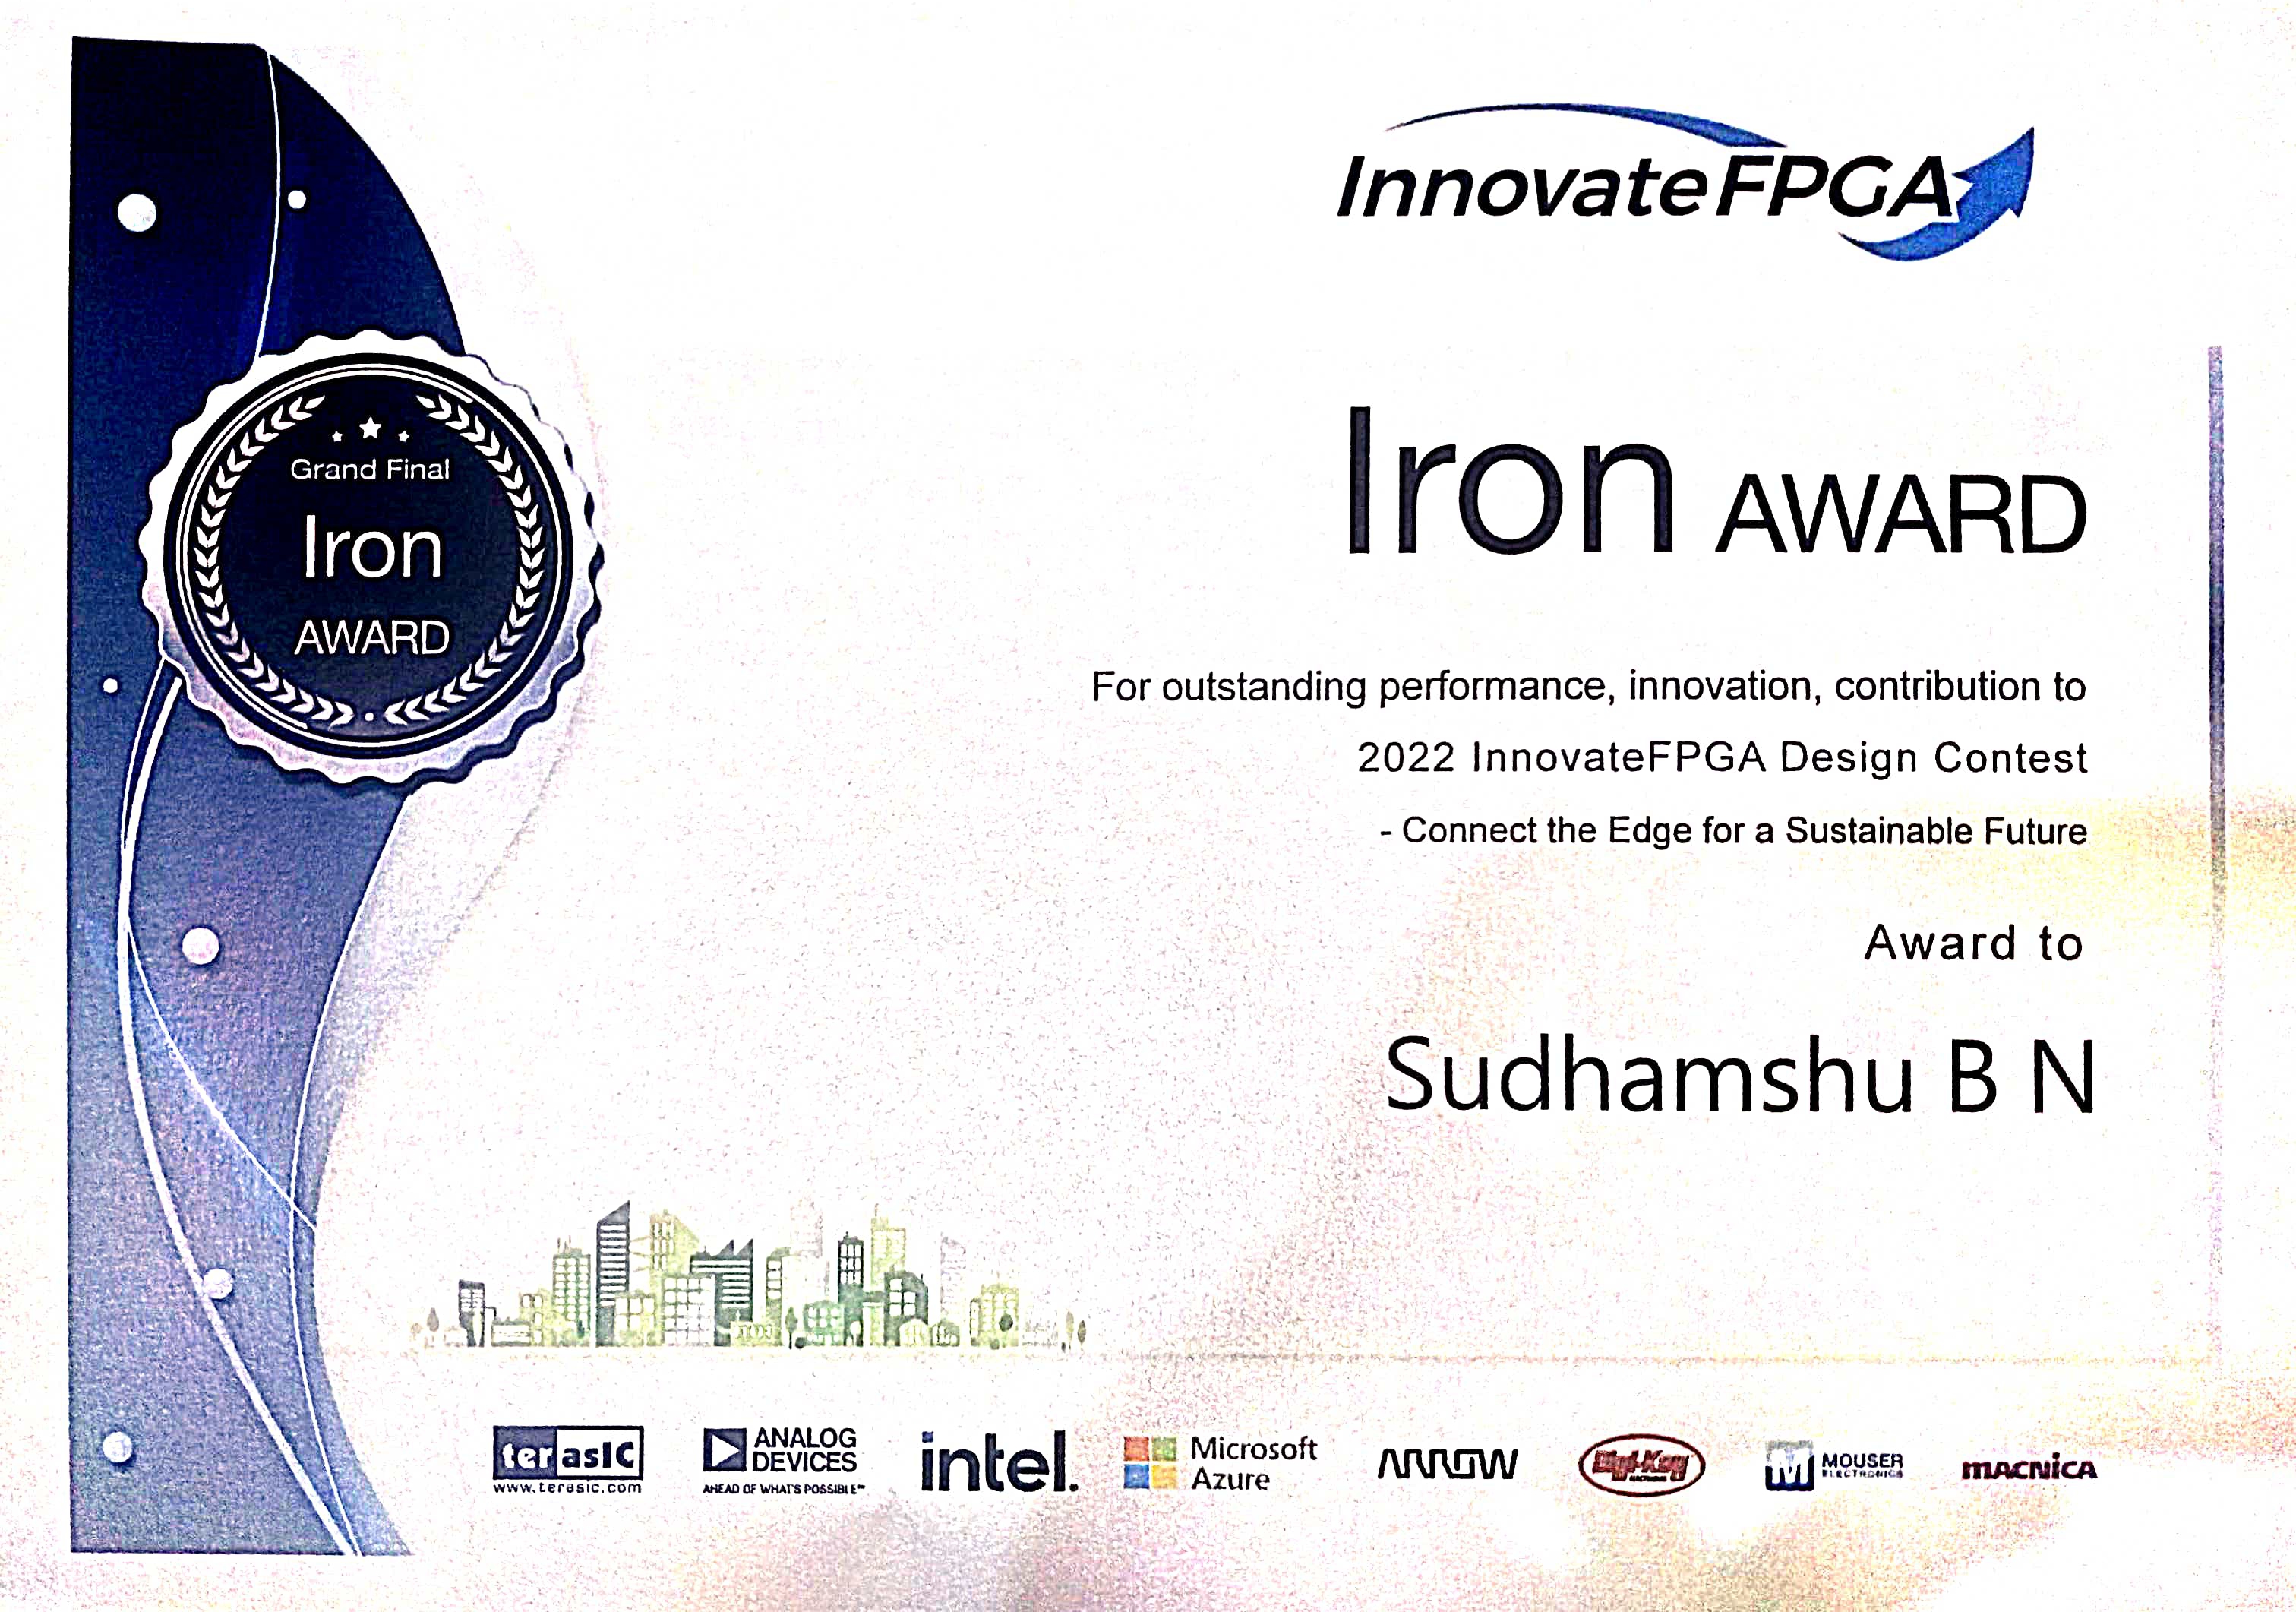 InnovateFPGA
Grand Final
Iron
AWARD
Iron AWARD
For outstanding performance, innovation, contribution to
2022 InnovateFPGA Design Contest
- Connect the Edge for a Sustainable Future
Award to
Sudhamshu B N
terasIC
www.terasic.com
ANALOG
DEVICES
AHEAD OF WHAT'S POSSIBLE™
intel.
Microsoft
Azure
ARROW
Digi-Key
ELECTRONICS
M
MOUSER
ELECTRONICS
MACNICA